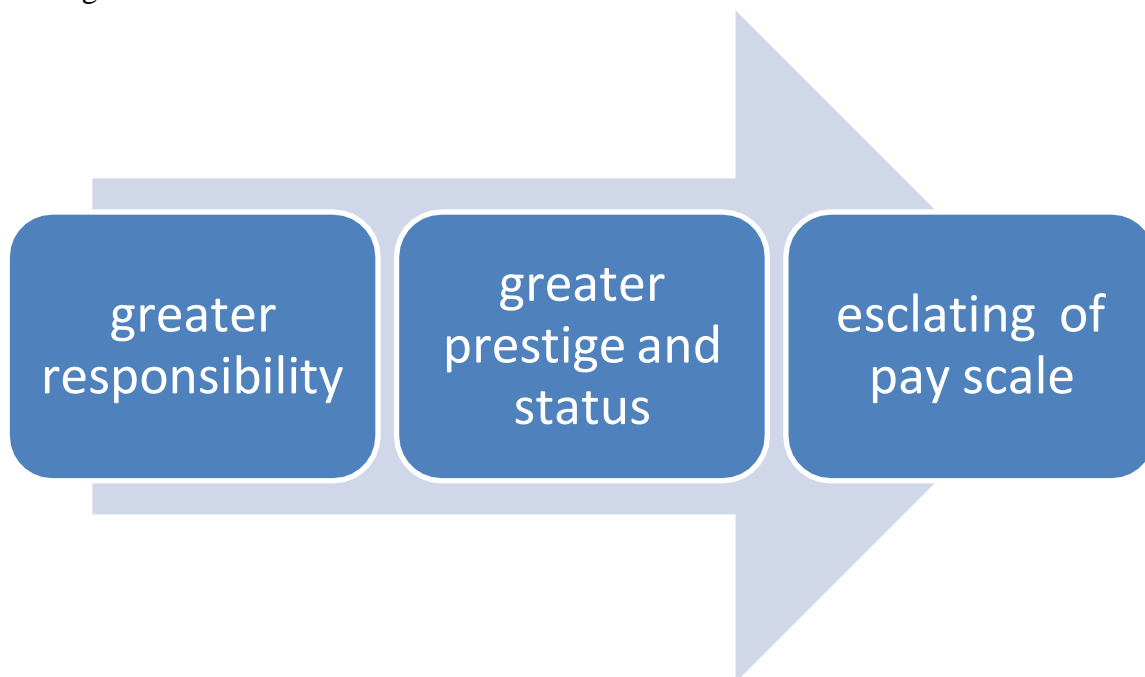 greater
responsibility
greater
prestige and
status
esclating of
pay scale